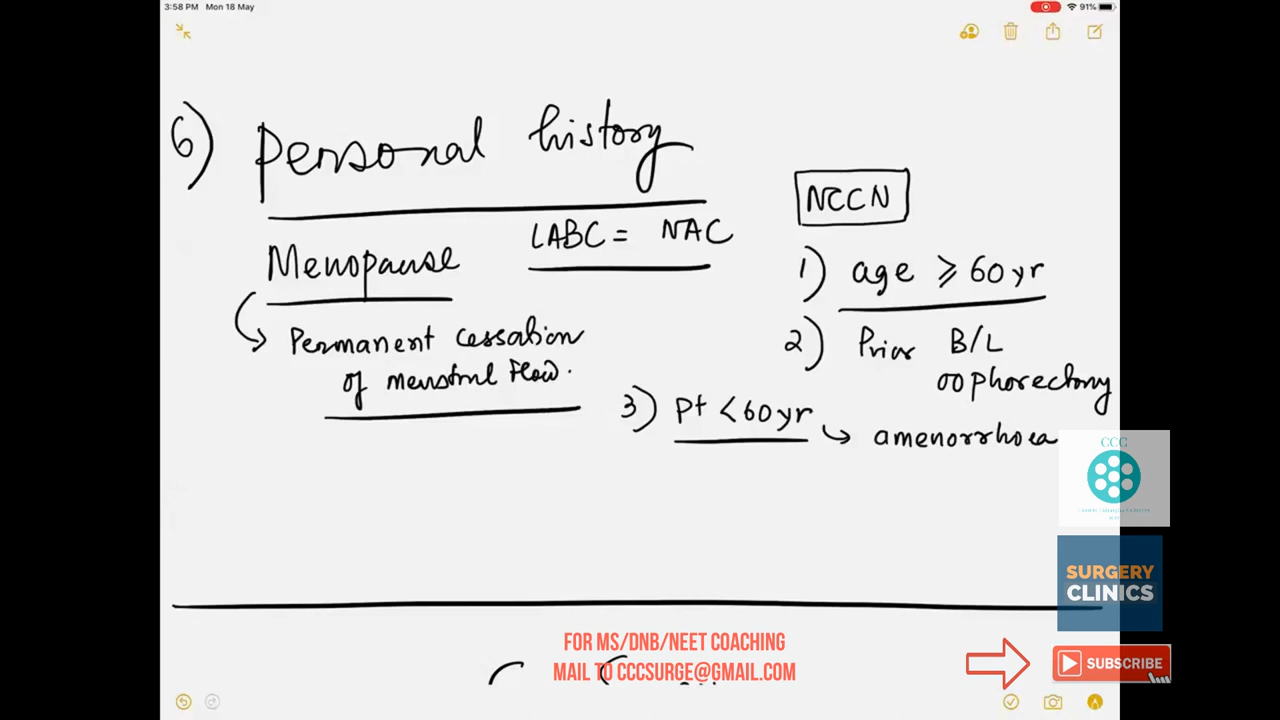 3:58 PM Mon 18 May
91%
6) Personal history
LABC = NAC
Menopause
Permanent cessation
of menstrual flow.
NCCN
1) age ⩾ 60 yr
2) Prior B/L
oophorectomy
3) Pt < 60 yr → amenorrhoea
CCC
SURGERY
CLINICS
FOR MS/DNB/NEET COACHING
MAIL TO CCCSURGE@GMAIL.COM
SUBSCRIBE